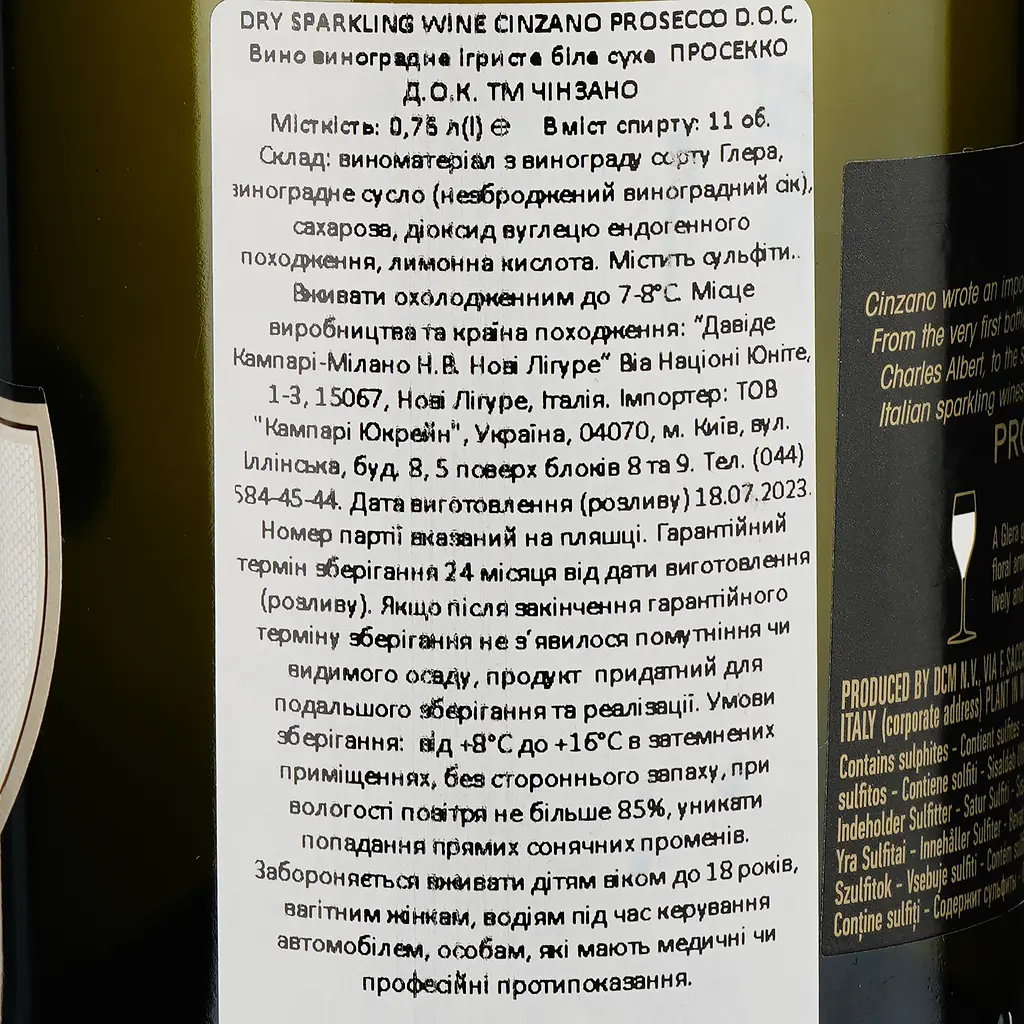 DRY SPARKLING WINE CINZANO PROSECCO D.O.C.
Вино виноградне ігристе біле сухе ПРОСЕККО
Д.О.К. ТМ ЧІНЗАНО
Місткість: 0,75 л(l) ℮ Вміст спирту: 11 об.
Склад: виноматеріал з винограду сорту Глера,
виноградне сусло (незброджений виноградний сік),
сахароза, діоксид вуглецю ендогенного
походження, лимонна кислота. Містить сульфіти..
Вживати охолодженним до 7-8°С. Місце
виробництва та країна походження: "Давіде
Кампарі-Мілано Н.В. Нові Лігуре" Віа Націоні Юніте,
1-3, 15067, Нові Лігуре, Італія. Імпортер: ТОВ
"Кампарі Юкрейн", Україна, 04070, м. Київ, вул.
Іллінська, буд. 8, 5 поверх блоків 8 та 9. Тел. (044)
584-45-44. Дата виготовлення (розливу) 18.07.2023.
Номер партії вказаний на пляшці. Гарантійний
термін зберігання 24 місяця від дати виготовлення
(розливу). Якщо після закінчення гарантійного
терміну зберігання не з'явилося помутніння чи
видимого осаду, продукт придатний для
подальшого зберігання та реалізації. Умови
зберігання: від +8°С до +16°С в затемнених
приміщеннях, без стороннього запаху, при
вологості повітря не більше 85%, уникати
попадання прямих сонячних променів.
Забороняється вживати дітям віком до 18 років,
вагітним жінкам, водіям під час керування
автомобілем, особам, які мають медичні чи
професійні протипоказання.
Cinzano wrote an
From the very first
Charles Albert, to the
Italian sparkling wines
A Glera
floral
lively and
PRODUCED BY DCM N.V., VIA F. SACC
ITALY (corporate address) PLANT IN
Contains sulphites - Contient sulfites
sulfitos - Contiene solfiti -
Indeholder Sulfitter - Satur Sulfiti -
Yra Sulfitai - Innehåller Sulfiter -
Szulfitok - Vsebuje sulfiti -
Conține sulfiți - Содержит сульфиты -